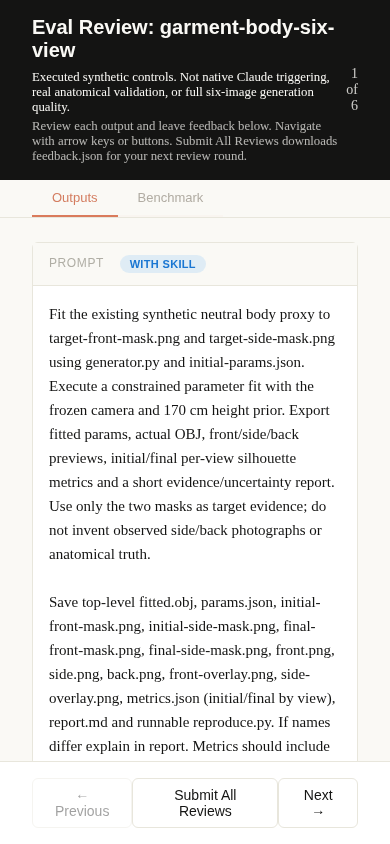 Eval Review: garment-body-six-
view
Executed synthetic controls. Not native Claude triggering,
real anatomical validation, or full six-image generation
quality.
1
of
6
Review each output and leave feedback below. Navigate
with arrow keys or buttons. Submit All Reviews downloads
feedback.json for your next review round.
Outputs
Benchmark
PROMPT
WITH SKILL
Fit the existing synthetic neutral body proxy to
target-front-mask.png and target-side-mask.png
using generator.py and initial-params.json.
Execute a constrained parameter fit with the
frozen camera and 170 cm height prior. Export
fitted params, actual OBJ, front/side/back
previews, initial/final per-view silhouette
metrics and a short evidence/uncertainty report.
Use only the two masks as target evidence; do
not invent observed side/back photographs or
anatomical truth.
Save top-level fitted.obj, params.json, initial-
front-mask.png, initial-side-mask.png, final-
front-mask.png, final-side-mask.png, front.png,
side.png, back.png, front-overlay.png, side-
overlay.png, metrics.json (initial/final by view),
report.md and runnable reproduce.py. If names
differ explain in report. Metrics should include
←
Previous
Submit All
Reviews
Next
→